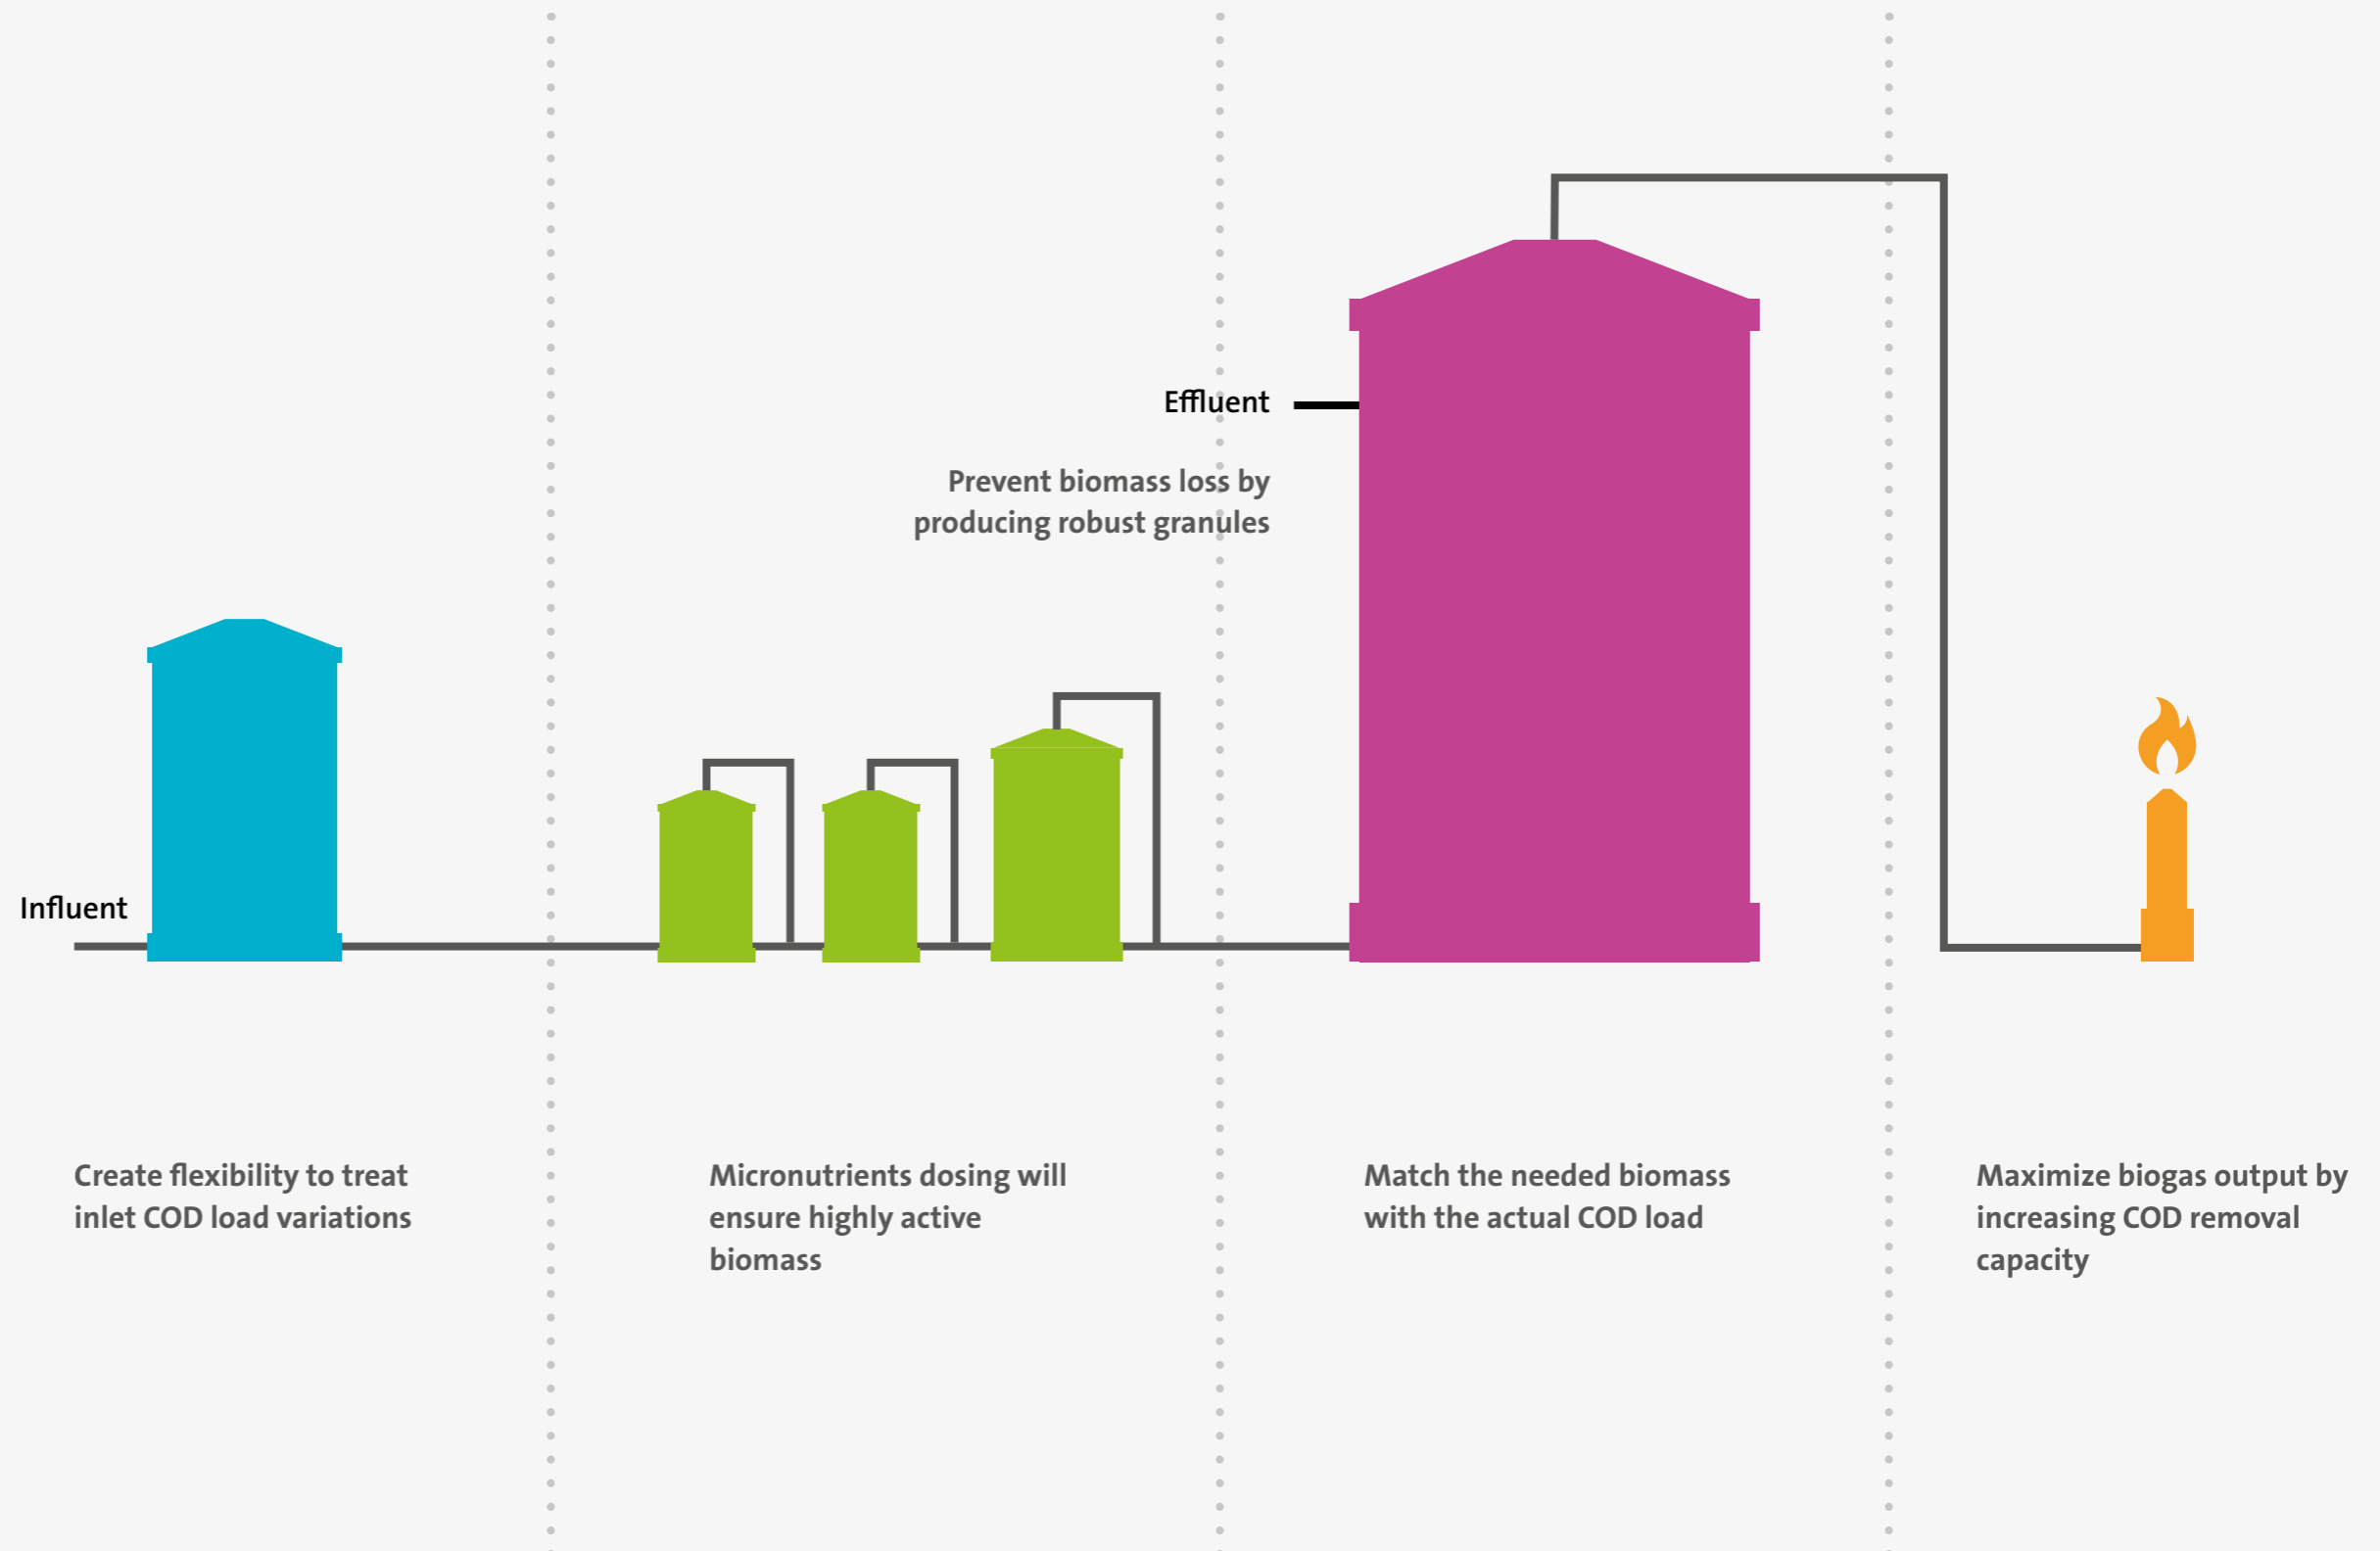 Effluent
Prevent biomass loss by
producing robust granules
Influent
Create flexibility to treat
inlet COD load variations
Micronutrients dosing will
ensure highly active
biomass
Match the needed biomass
with the actual COD load
Maximize biogas output by
increasing COD removal
capacity